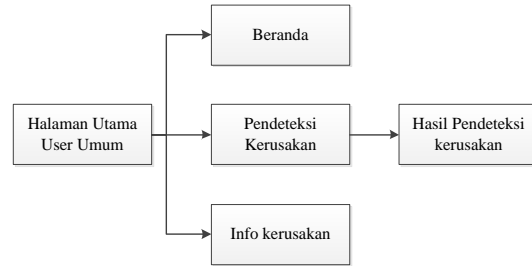 Beranda
Halaman Utama
User Umum
Pendeteksi
Kerusakan
Hasil Pendeteksi
kerusakan
Info kerusakan